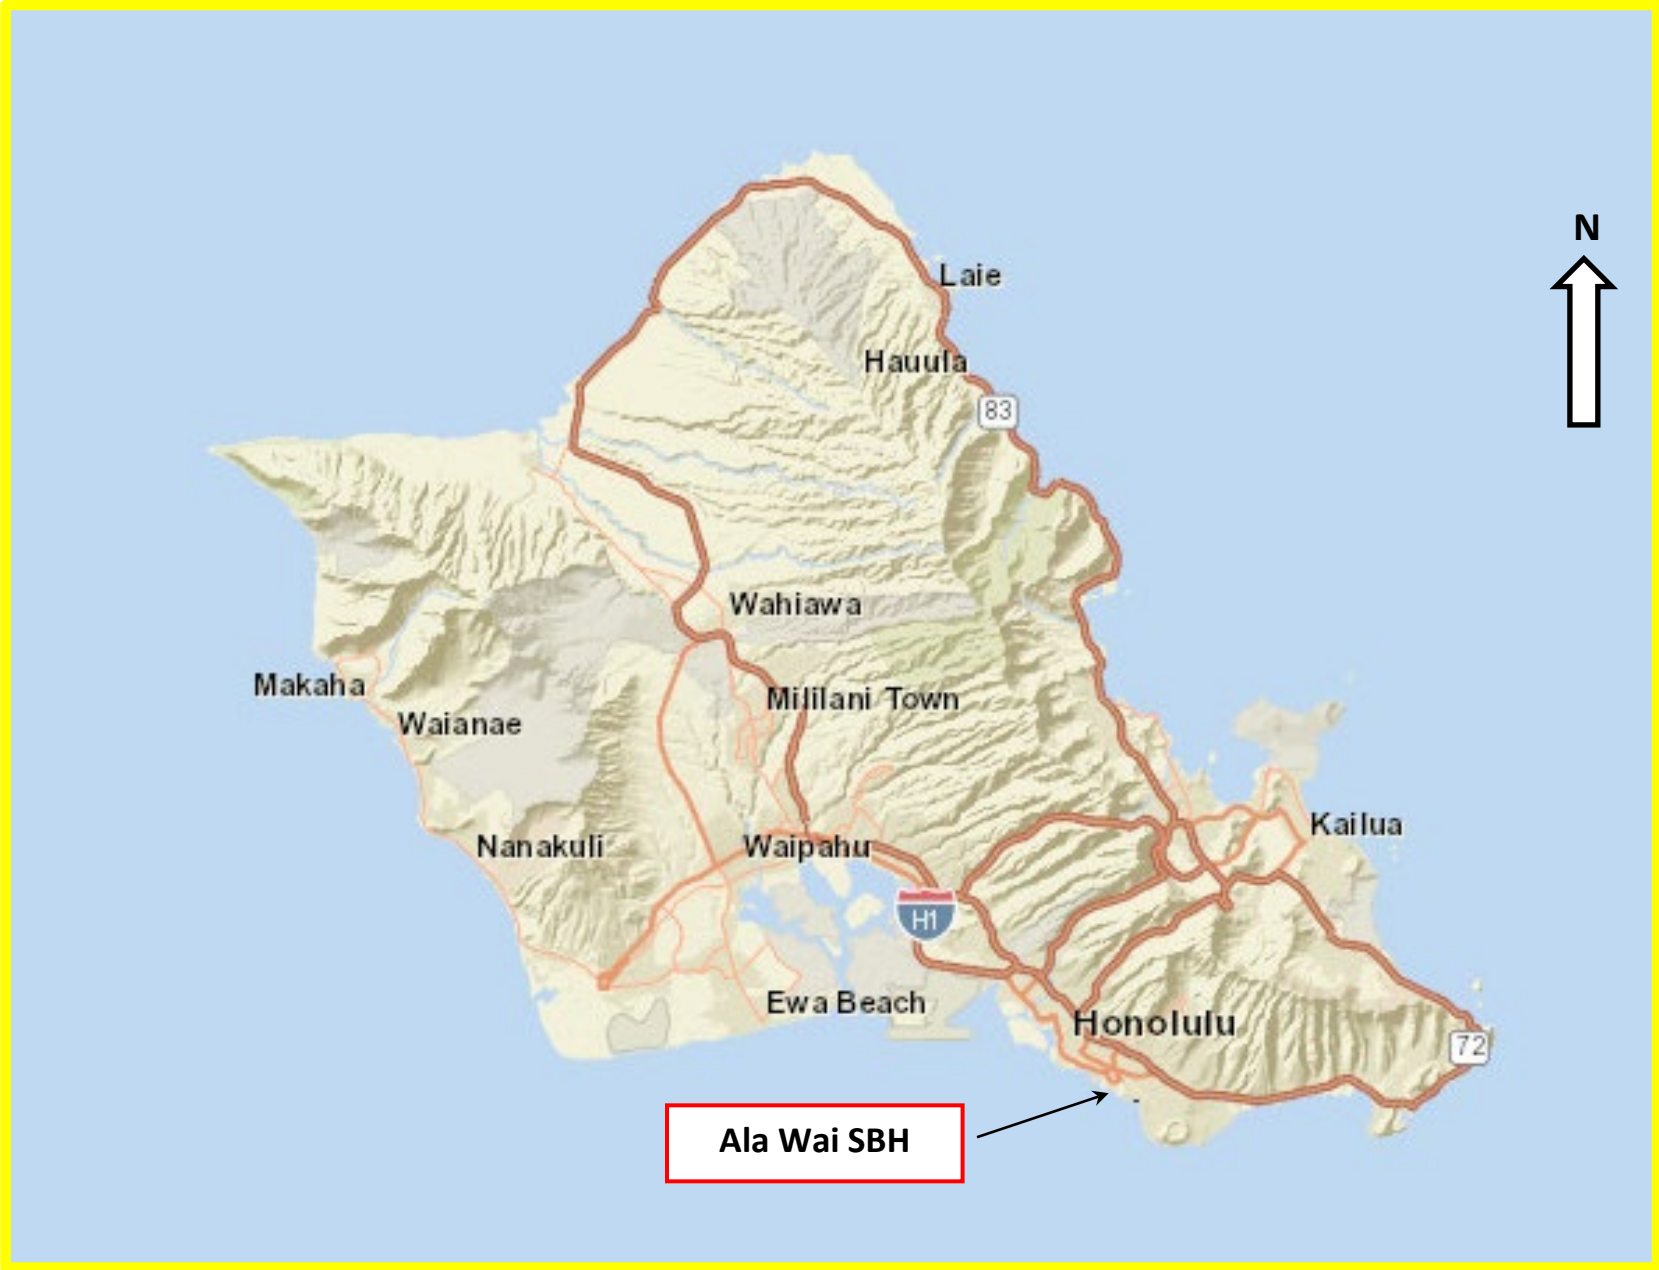 N
Laie
Hauula
83
Wahiawa
Makaha
Mililani Town
Waianae
Kailua
Nanakuli
Waipahu
H1
Ewa Beach
Honolulu
72
Ala Wai SBH